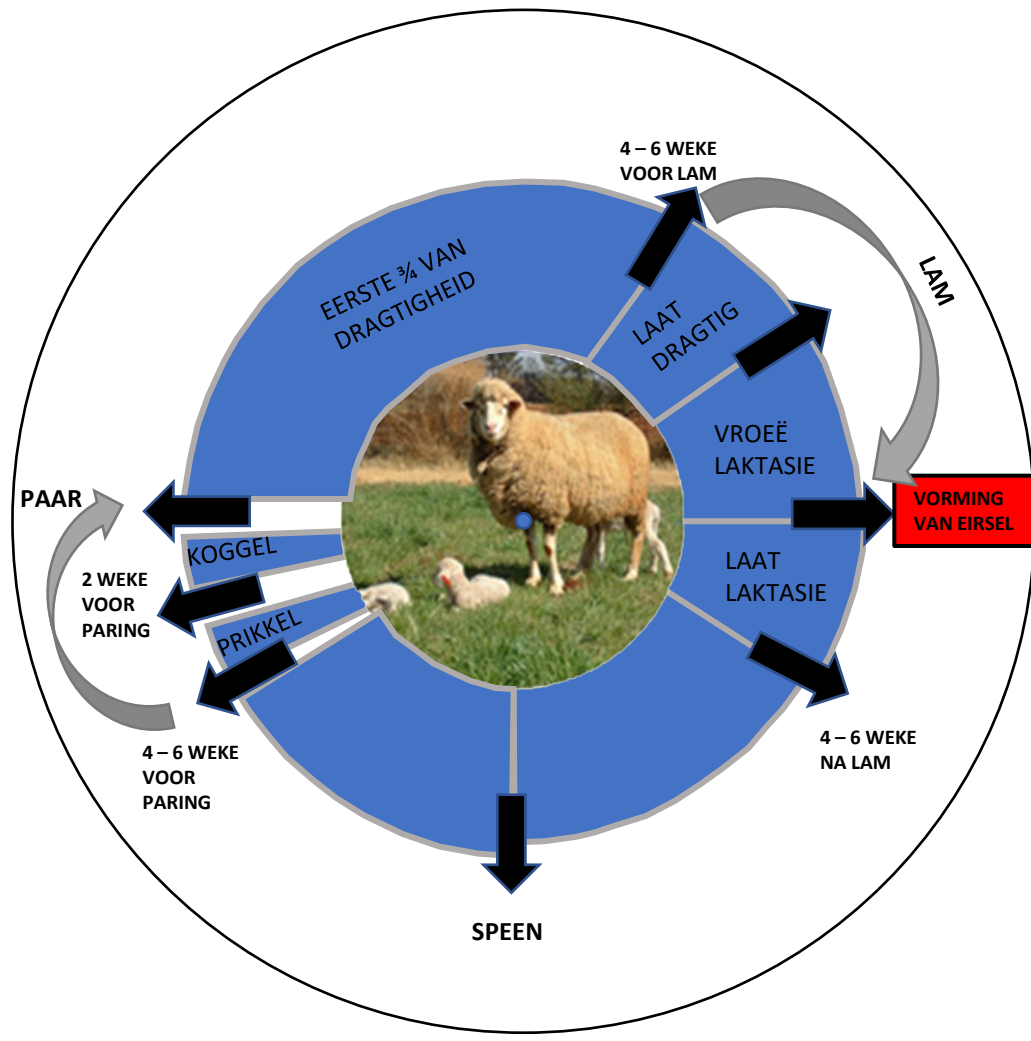 4 – 6 WEKE
VOOR LAM
LAM
EERSTE ¾ VAN
DRAGTIGHEID
LAAT
DRAGTIG
VROEË
LAKTASIE
VORMING
VAN EIRSEL
LAAT
LAKTASIE
4 – 6 WEKE
NA LAM
SPEEN
4 – 6 WEKE
VOOR
PARING
PRIKKEL
2 WEKE
VOOR
PARING
KOGGEL
PAAR